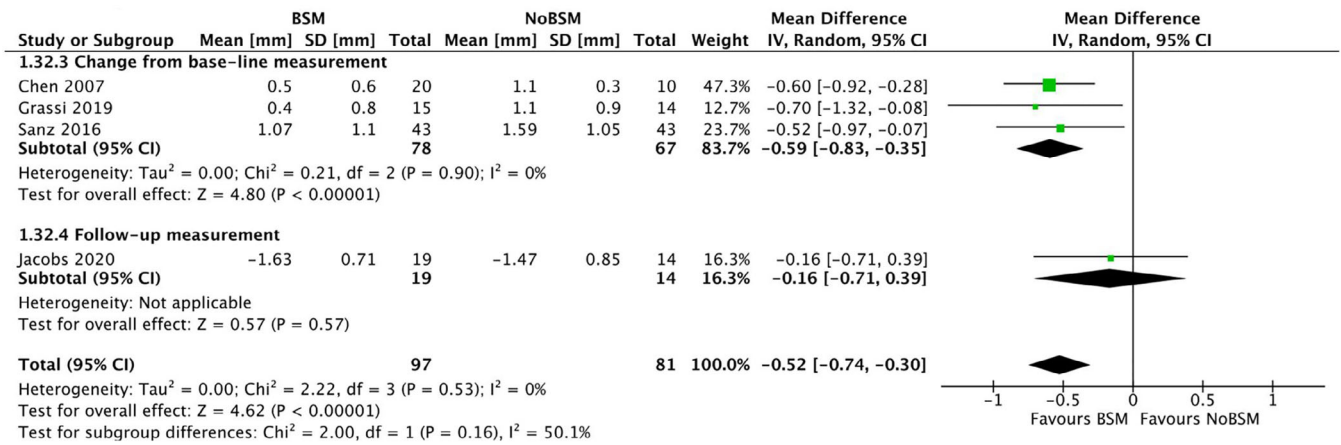 BSM NoBSM Mean Difference Mean Difference
Study or Subgroup Mean [mm] SD [mm] Total Mean [mm] SD [mm] Total Weight IV, Random, 95% CI IV, Random, 95% CI
1.32.3 Change from base-line measurement
Chen 2007 0.5 0.6 20 1.1 0.3 10 47.3% −0.60 [−0.92, −0.28]
Grassi 2019 0.4 0.8 15 1.1 0.9 14 12.7% −0.70 [−1.32, −0.08]
Sanz 2016 1.07 1.1 43 1.59 1.05 43 23.7% −0.52 [−0.97, −0.07]
Subtotal (95% CI) 78 67 83.7% −0.59 [−0.83, −0.35]
Heterogeneity: Tau² = 0.00; Chi² = 0.21, df = 2 (P = 0.90); I² = 0%
Test for overall effect: Z = 4.80 (P < 0.00001)
1.32.4 Follow-up measurement
Jacobs 2020 −1.63 0.71 19 −1.47 0.85 14 16.3% −0.16 [−0.71, 0.39]
Subtotal (95% CI) 19 14 16.3% −0.16 [−0.71, 0.39]
Heterogeneity: Not applicable
Test for overall effect: Z = 0.57 (P = 0.57)
Total (95% CI) 97 81 100.0% −0.52 [−0.74, −0.30]
Heterogeneity: Tau² = 0.00; Chi² = 2.22, df = 3 (P = 0.53); I² = 0%
Test for overall effect: Z = 4.62 (P < 0.00001)
Test for subgroup differences: Chi² = 2.00, df = 1 (P = 0.16), I² = 50.1%
−1 −0.5 0 0.5 1
Favours BSM Favours NoBSM